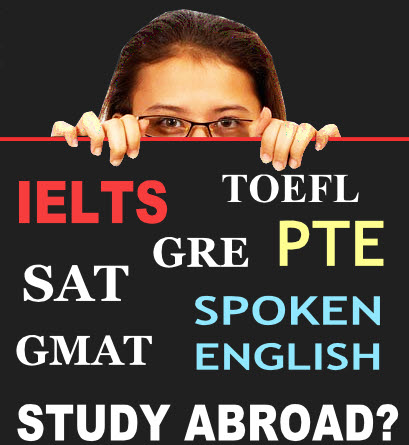 IELTS
TOEFL
GRE
PTE
SAT
SPOKEN
ENGLISH
GMAT
STUDY ABROAD?